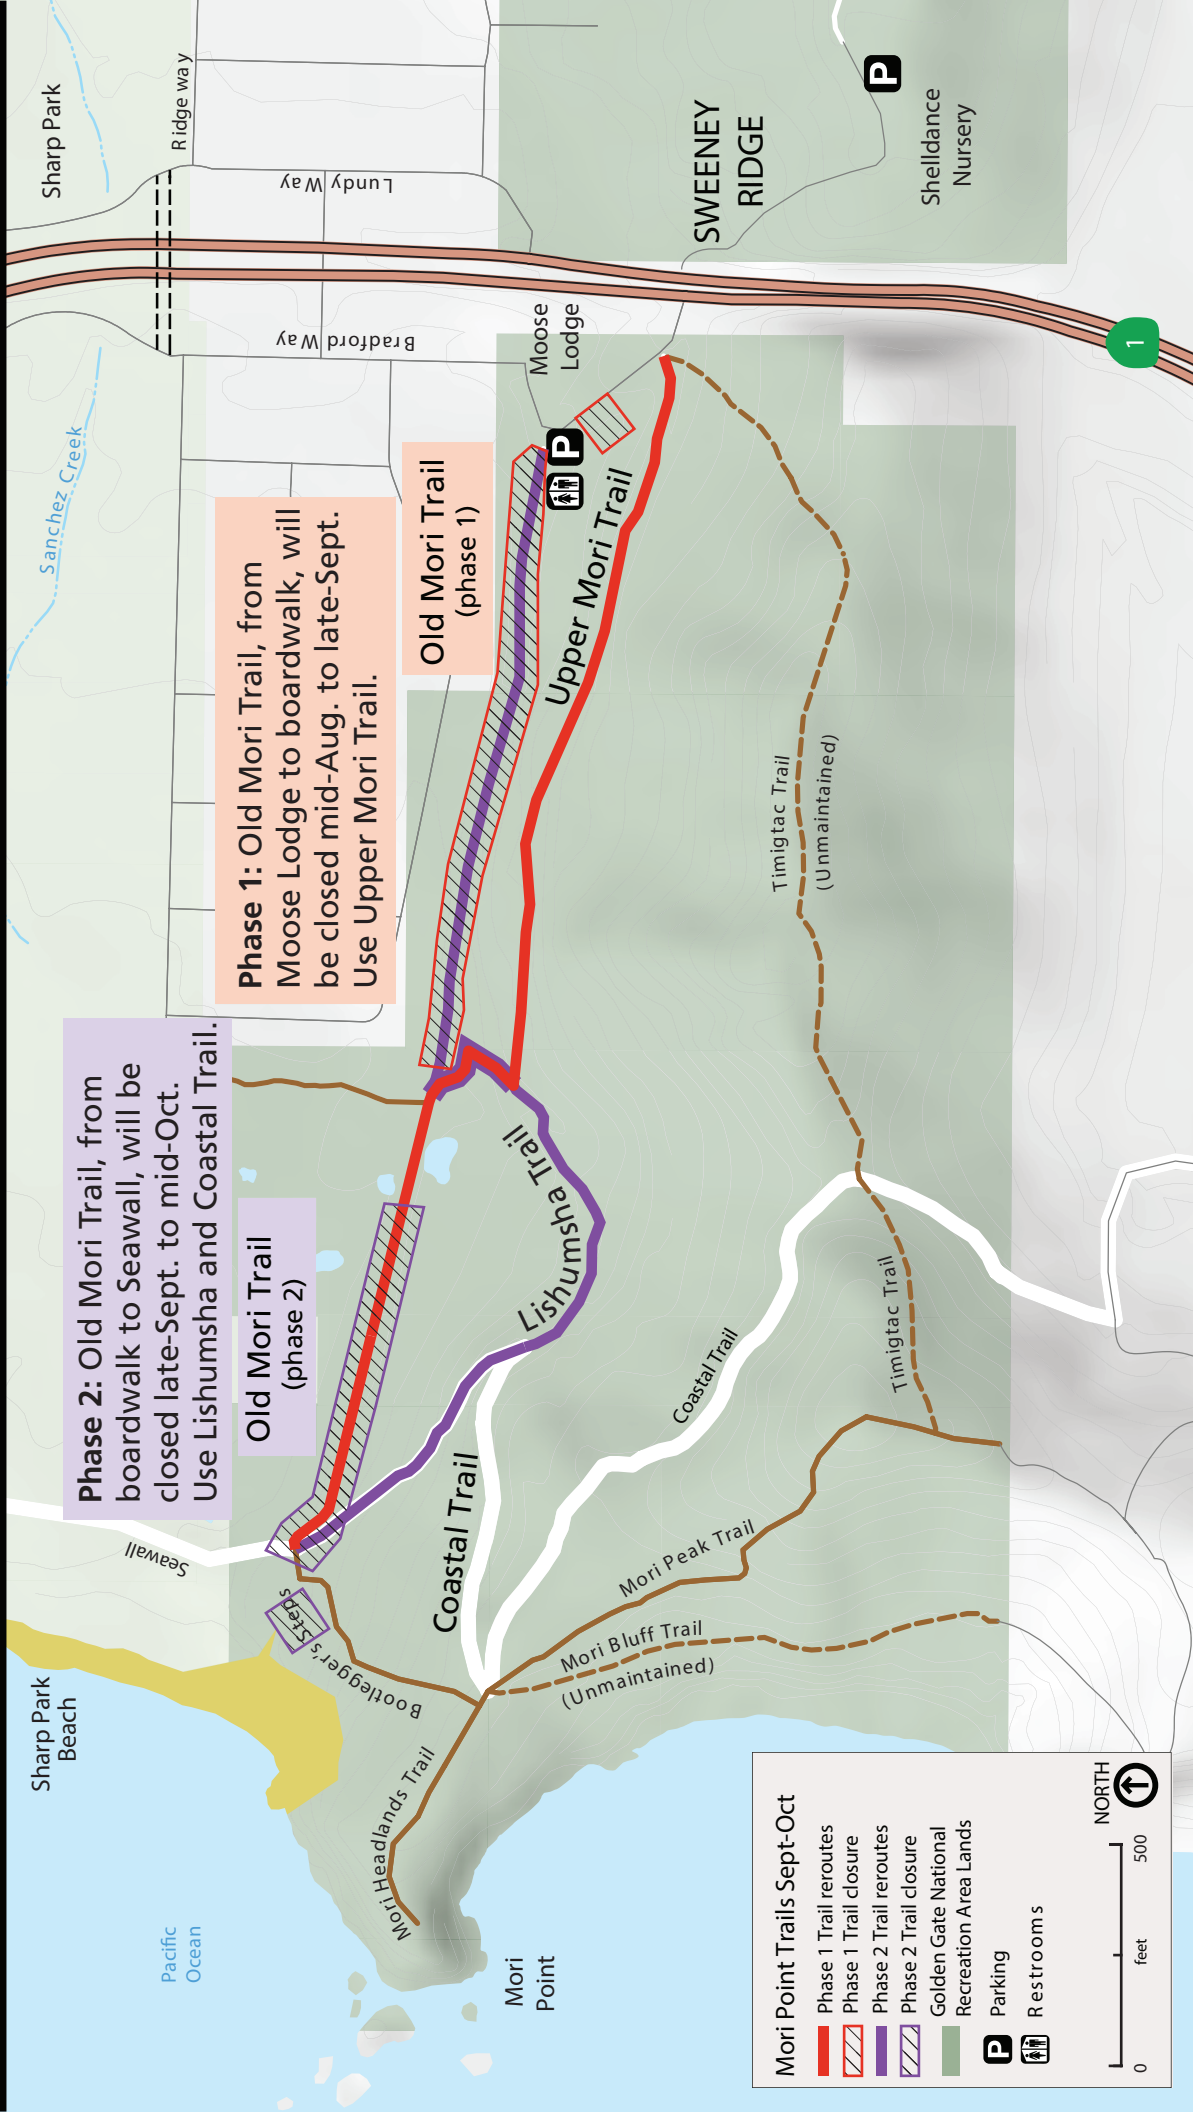 Sharp Park
Ridgeway
Lundy Way
Bradford Way
Sanchez Creek
SWEENEY
RIDGE
Shelldance
Nursery
P
1
Moose
Lodge
P
Phase 1: Old Mori Trail, from
Moose Lodge to boardwalk, will
be closed mid-Aug. to late-Sept.
Use Upper Mori Trail.
Old Mori Trail
(phase 1)
Upper Mori Trail
Timigtac Trail
(Unmaintained)
Phase 2: Old Mori Trail, from
boardwalk to Seawall, will be
closed late-Sept. to mid-Oct.
Use Lishumsha and Coastal Trail.
Old Mori Trail
(phase 2)
Lishumsha Trail
Coastal Trail
Coastal Trail
Timigtac Trail
Seawall
Bootlegger's Steps
Mori Peak Trail
Mori Bluff Trail
(Unmaintained)
Mori Headlands Trail
Sharp Park
Beach
Pacific
Ocean
Mori
Point
Mori Point Trails Sept-Oct
Phase 1 Trail reroutes
Phase 1 Trail closure
Phase 2 Trail reroutes
Phase 2 Trail closure
Golden Gate National
Recreation Area Lands
P Parking
Restrooms
NORTH
0 feet 500